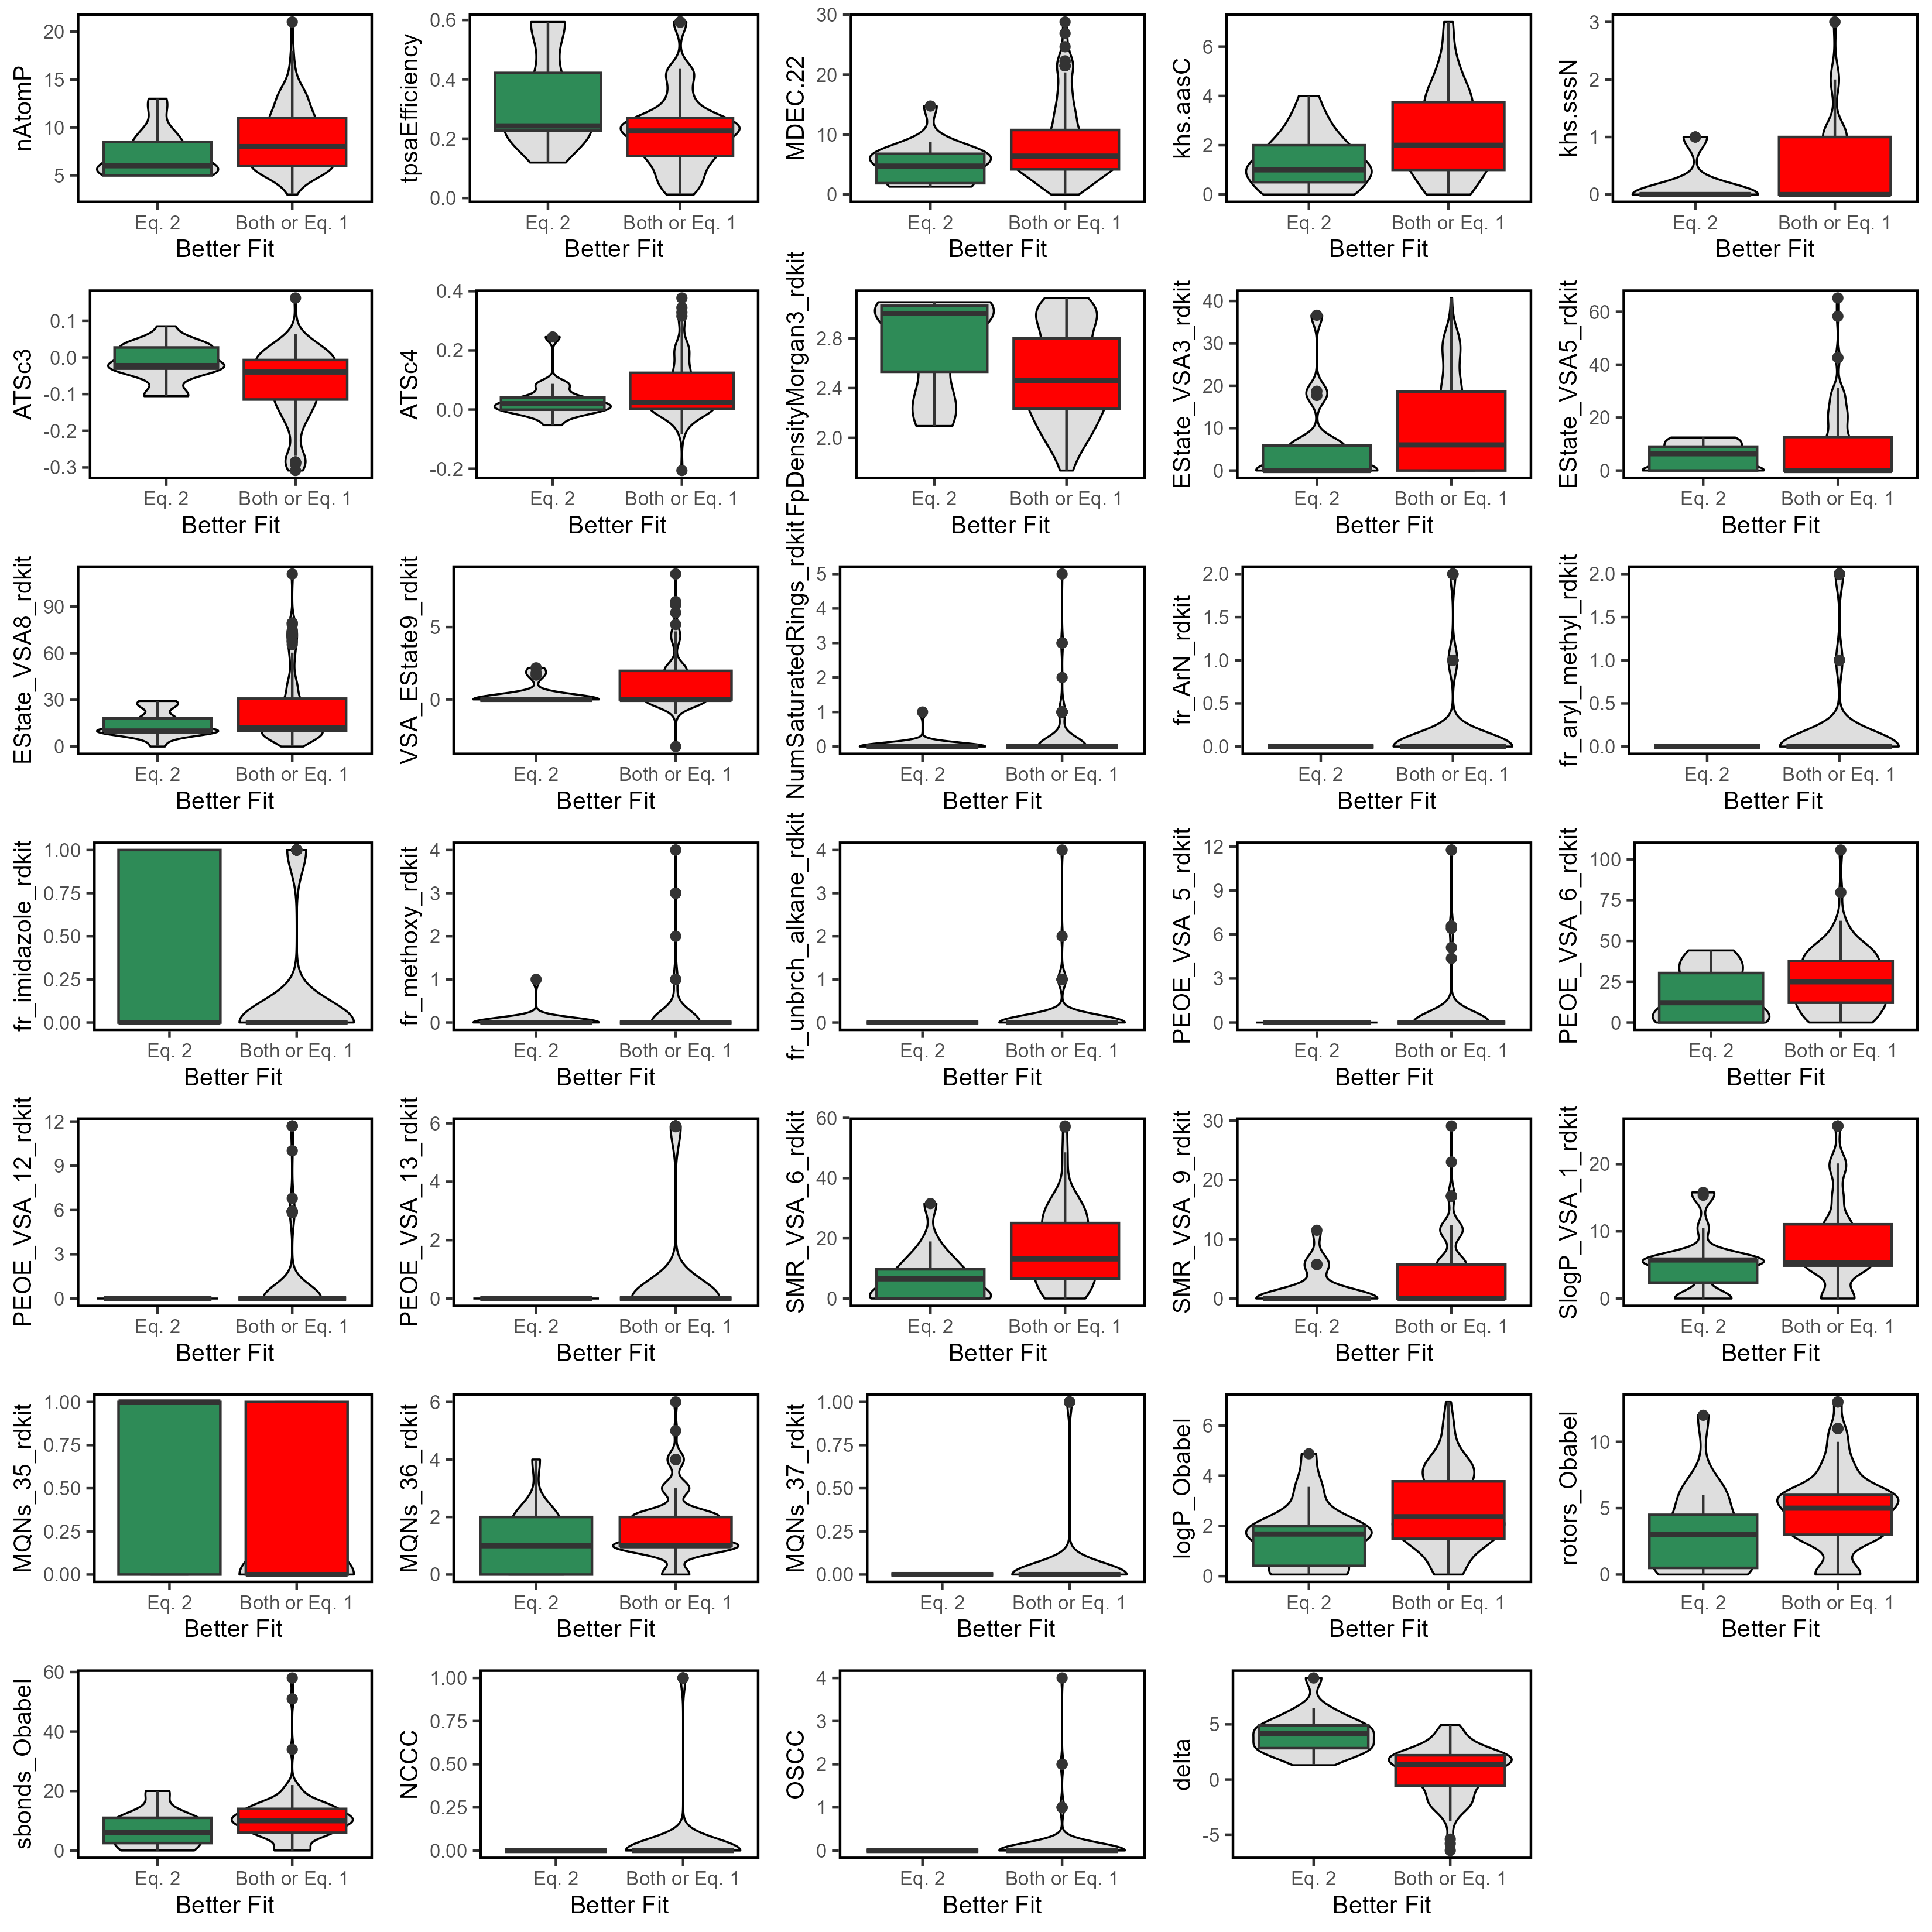 nAtomP
20
15
10
5
Eq. 2 Both or Eq. 1
Better Fit
tpsaEfficiency
0.6
0.4
0.2
0.0
Eq. 2 Both or Eq. 1
Better Fit
MDEC.22
30
20
10
0
Eq. 2 Both or Eq. 1
Better Fit
khs.aasC
6
4
2
0
Eq. 2 Both or Eq. 1
Better Fit
khs.sssN
3
2
1
0
Eq. 2 Both or Eq. 1
Better Fit
ATSc3
0.1
0.0
-0.1
-0.2
-0.3
Eq. 2 Both or Eq. 1
Better Fit
ATSc4
0.4
0.2
0.0
-0.2
Eq. 2 Both or Eq. 1
Better Fit
FpDensityMorgan3_rdkit
2.8
2.4
2.0
Eq. 2 Both or Eq. 1
Better Fit
EState_VSA3_rdkit
40
30
20
10
0
Eq. 2 Both or Eq. 1
Better Fit
EState_VSA5_rdkit
60
40
20
0
Eq. 2 Both or Eq. 1
Better Fit
EState_VSA8_rdkit
90
60
30
0
Eq. 2 Both or Eq. 1
Better Fit
VSA_EState9_rdkit
5
0
Eq. 2 Both or Eq. 1
Better Fit
NumSaturatedRings_rdkit
5
4
3
2
1
0
Eq. 2 Both or Eq. 1
Better Fit
fr_ArN_rdkit
2.0
1.5
1.0
0.5
0.0
Eq. 2 Both or Eq. 1
Better Fit
fr_aryl_methyl_rdkit
2.0
1.5
1.0
0.5
0.0
Eq. 2 Both or Eq. 1
Better Fit
fr_imidazole_rdkit
1.00
0.75
0.50
0.25
0.00
Eq. 2 Both or Eq. 1
Better Fit
fr_methoxy_rdkit
4
3
2
1
0
Eq. 2 Both or Eq. 1
Better Fit
fr_unbrch_alkane_rdkit
4
3
2
1
0
Eq. 2 Both or Eq. 1
Better Fit
PEOE_VSA_5_rdkit
12
9
6
3
0
Eq. 2 Both or Eq. 1
Better Fit
PEOE_VSA_6_rdkit
100
75
50
25
0
Eq. 2 Both or Eq. 1
Better Fit
PEOE_VSA_12_rdkit
12
9
6
3
0
Eq. 2 Both or Eq. 1
Better Fit
PEOE_VSA_13_rdkit
6
4
2
0
Eq. 2 Both or Eq. 1
Better Fit
SMR_VSA_6_rdkit
60
40
20
0
Eq. 2 Both or Eq. 1
Better Fit
SMR_VSA_9_rdkit
30
20
10
0
Eq. 2 Both or Eq. 1
Better Fit
SlogP_VSA_1_rdkit
20
10
0
Eq. 2 Both or Eq. 1
Better Fit
MQNs_35_rdkit
1.00
0.75
0.50
0.25
0.00
Eq. 2 Both or Eq. 1
Better Fit
MQNs_36_rdkit
6
4
2
0
Eq. 2 Both or Eq. 1
Better Fit
MQNs_37_rdkit
1.00
0.75
0.50
0.25
0.00
Eq. 2 Both or Eq. 1
Better Fit
logP_Obabel
6
4
2
0
Eq. 2 Both or Eq. 1
Better Fit
rotors_Obabel
10
5
0
Eq. 2 Both or Eq. 1
Better Fit
sbonds_Obabel
60
40
20
0
Eq. 2 Both or Eq. 1
Better Fit
NCCC
1.00
0.75
0.50
0.25
0.00
Eq. 2 Both or Eq. 1
Better Fit
OSCC
4
3
2
1
0
Eq. 2 Both or Eq. 1
Better Fit
delta
5
0
-5
Eq. 2 Both or Eq. 1
Better Fit